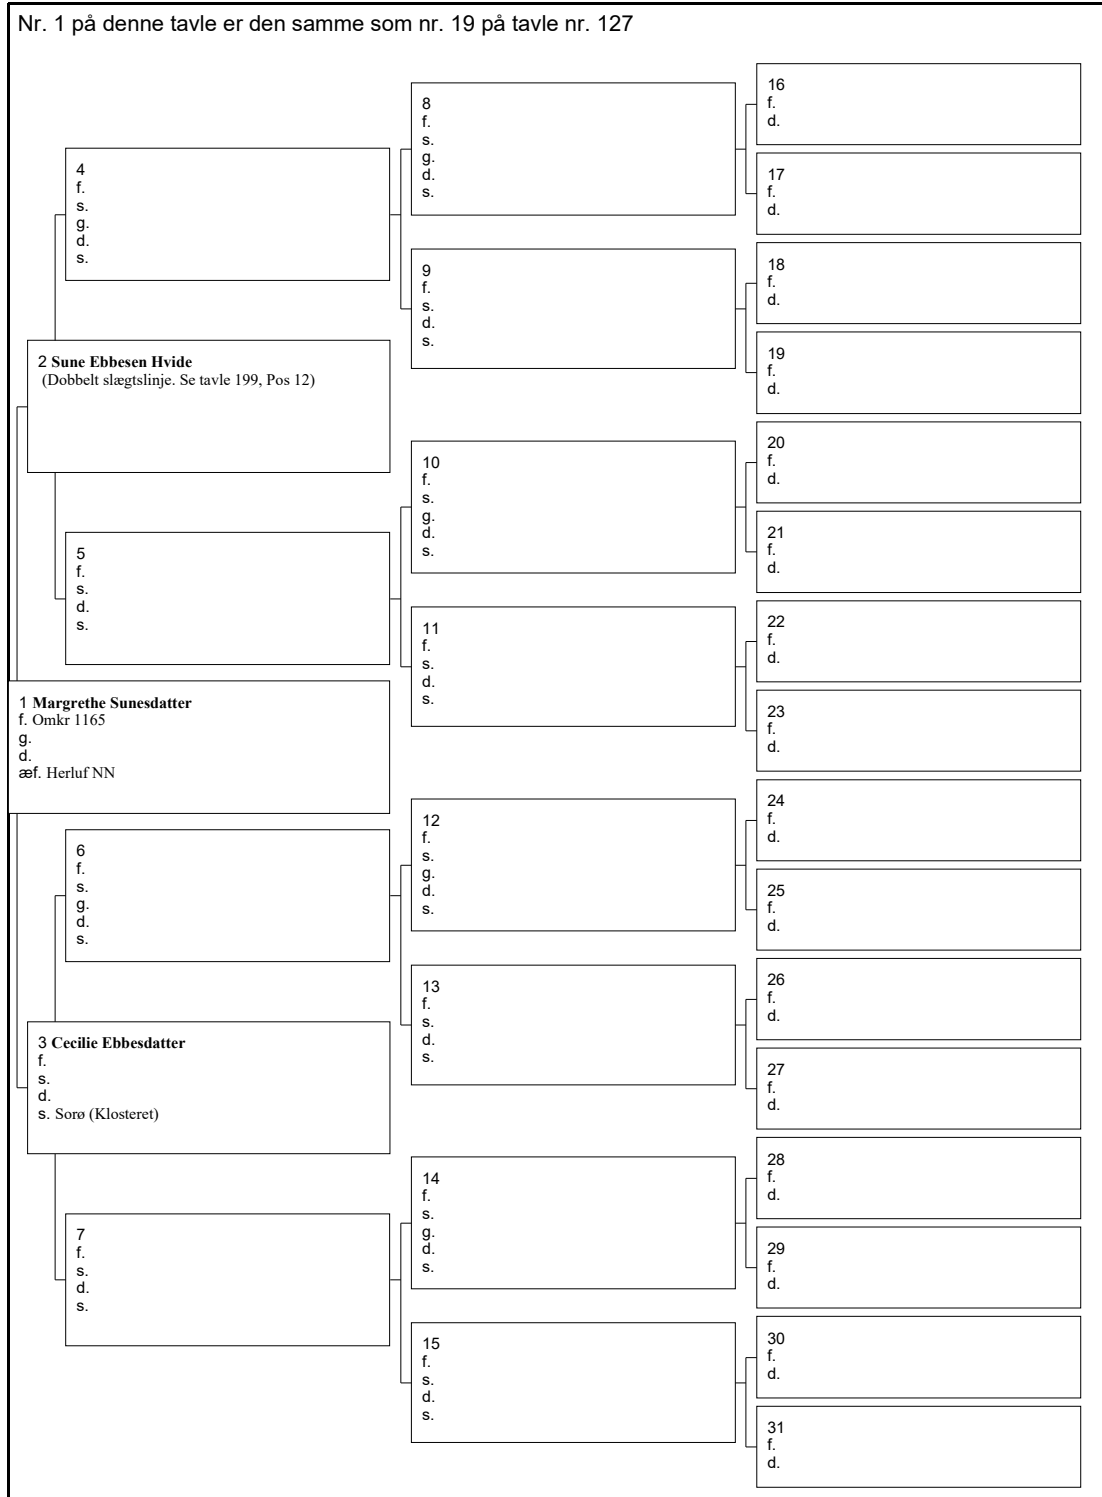 Nr. 1 på denne tavle er den samme som nr. 19 på tavle nr. 127
1 Margrethe Sunesdatter
f. Omkr 1165
g.
d.
æf. Herluf NN
2 Sune Ebbesen Hvide
(Dobbelt slægtslinje. Se tavle 199, Pos 12)
3 Cecilie Ebbesdatter
f.
s.
d.
s. Sorø (Klosteret)
4
f.
s.
g.
d.
s.
5
f.
s.
d.
s.
6
f.
s.
g.
d.
s.
7
f.
s.
d.
s.
8
f.
s.
g.
d.
s.
9
f.
s.
d.
s.
10
f.
s.
g.
d.
s.
11
f.
s.
d.
s.
12
f.
s.
g.
d.
s.
13
f.
s.
d.
s.
14
f.
s.
g.
d.
s.
15
f.
s.
d.
s.
16
f.
d.
17
f.
d.
18
f.
d.
19
f.
d.
20
f.
d.
21
f.
d.
22
f.
d.
23
f.
d.
24
f.
d.
25
f.
d.
26
f.
d.
27
f.
d.
28
f.
d.
29
f.
d.
30
f.
d.
31
f.
d.